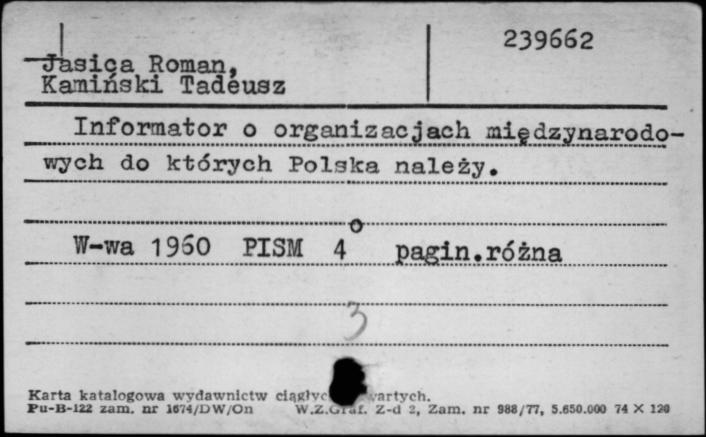 239662
Jasica Roman,
Kamiński Tadeusz
Informator o organizacjach międzynarodo-
wych do których Polska należy.
W-wa 1960 PISM 4° pagin.różna
3
Karta katalogowa wydawnictw
Pu-B-122 zam. nr 1674/DW/On W.Z.Graf. Z-d 2, Zam. nr 988/77, 5.650.000 74 X 120